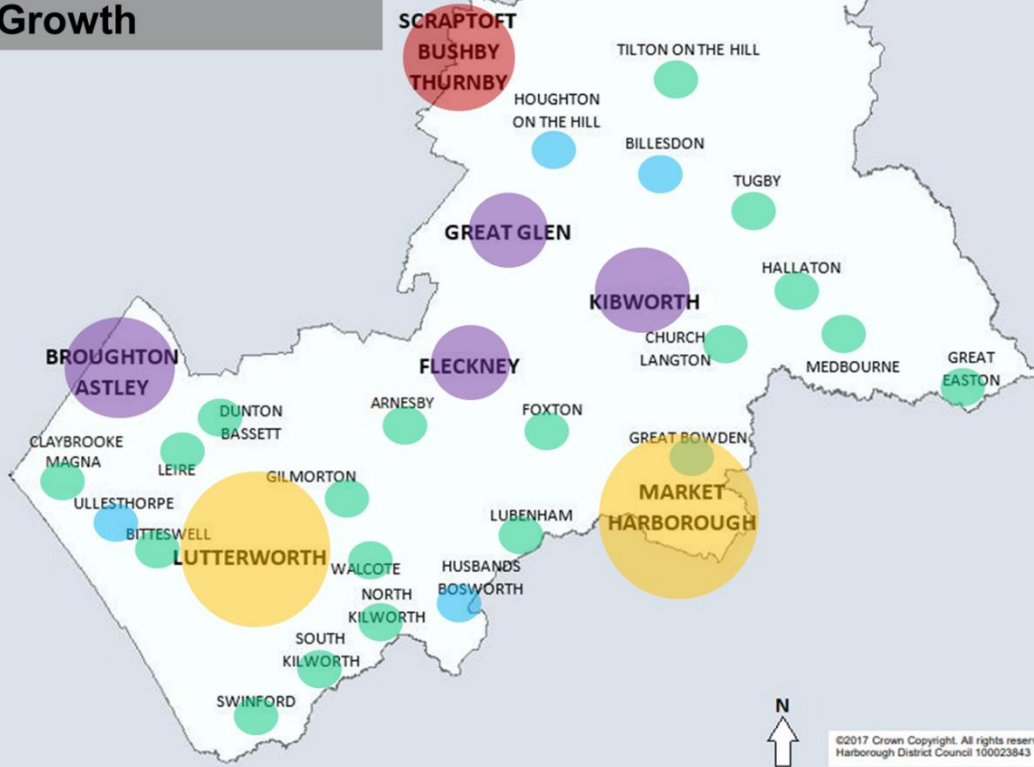 Growth
SCRAPTOFT
BUSHBY
THURNBY
TILTON ON THE HILL
HOUGHTON
ON THE HILL
BILLESDON
TUGBY
GREAT GLEN
HALLATON
KIBWORTH
CHURCH
LANGTON
MEDBOURNE
GREAT
EASTON
BROUGHTON
ASTLEY
FLECKNEY
ARNESBY
FOXTON
DUNTON
BASSETT
CLAYBROOKE
MAGNA
LEIRE
GREAT BOWDEN
GILMORTON
MARKET
HARBOROUGH
ULLESTHORPE
BITTESWELL
LUBENHAM
LUTTERWORTH
WALCOTE
HUSBANDS
BOSWORTH
NORTH
KILWORTH
SOUTH
KILWORTH
SWINFORD
N
©2017 Crown Copyright. All rights reserv
Harborough District Council 100023843